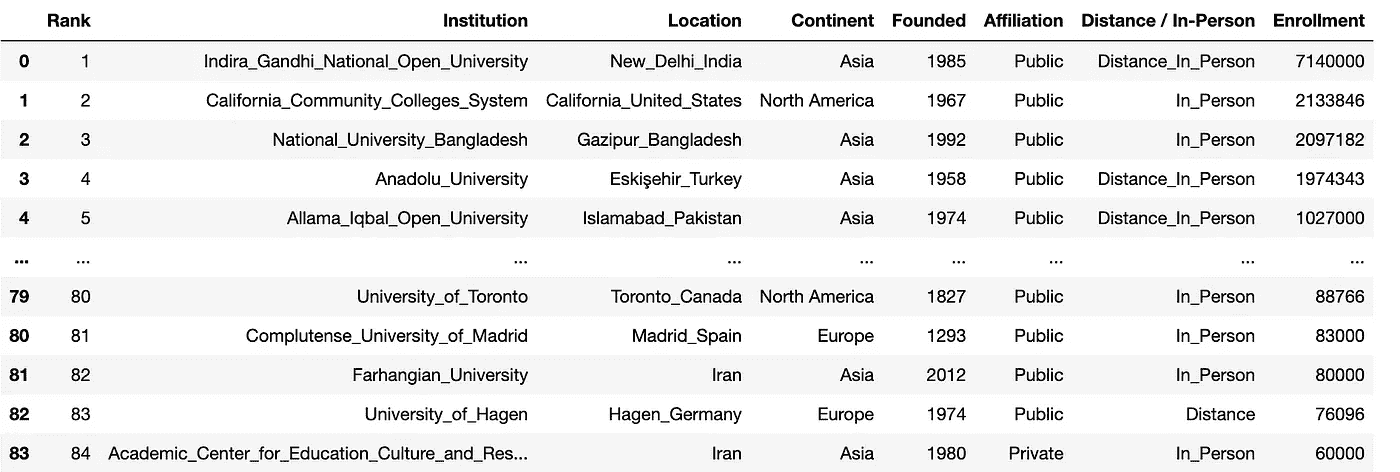 Rank Institution Location Continent Founded Affiliation Distance / In-Person Enrollment
0 1 Indira_Gandhi_National_Open_University New_Delhi_India Asia 1985 Public Distance_In_Person 7140000
1 2 California_Community_Colleges_System California_United_States North America 1967 Public In_Person 2133846
2 3 National_University_Bangladesh Gazipur_Bangladesh Asia 1992 Public In_Person 2097182
3 4 Anadolu_University Eskişehir_Turkey Asia 1958 Public Distance_In_Person 1974343
4 5 Allama_Iqbal_Open_University Islamabad_Pakistan Asia 1974 Public Distance_In_Person 1027000
... ... ... ... ... ... ... ... ...
79 80 University_of_Toronto Toronto_Canada North America 1827 Public In_Person 88766
80 81 Complutense_University_of_Madrid Madrid_Spain Europe 1293 Public In_Person 83000
81 82 Farhangian_University Iran Asia 2012 Public In_Person 80000
82 83 University_of_Hagen Hagen_Germany Europe 1974 Public Distance 76096
83 84 Academic_Center_for_Education_Culture_and_Res... Iran Asia 1980 Private In_Person 60000